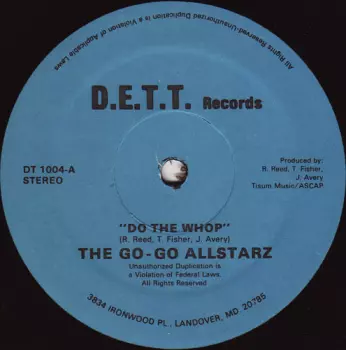 All Rights Reserved-Unauthorized Duplication is a Violation of Applicable Laws
D.E.T.T. Records
DT 1004-A
STEREO
Produced by:
R. Reed, T. Fisher,
J. Avery
Tixum Music/ASCAP
"DO THE WHOP"
(R. Reed, T. Fisher, J. Avery)
THE GO-GO ALLSTARZ
Unauthorized Duplication is
a Violation of Federal Laws.
All Rights Reserved
3834 IRONWOOD PL., LANDOVER, MD. 20785